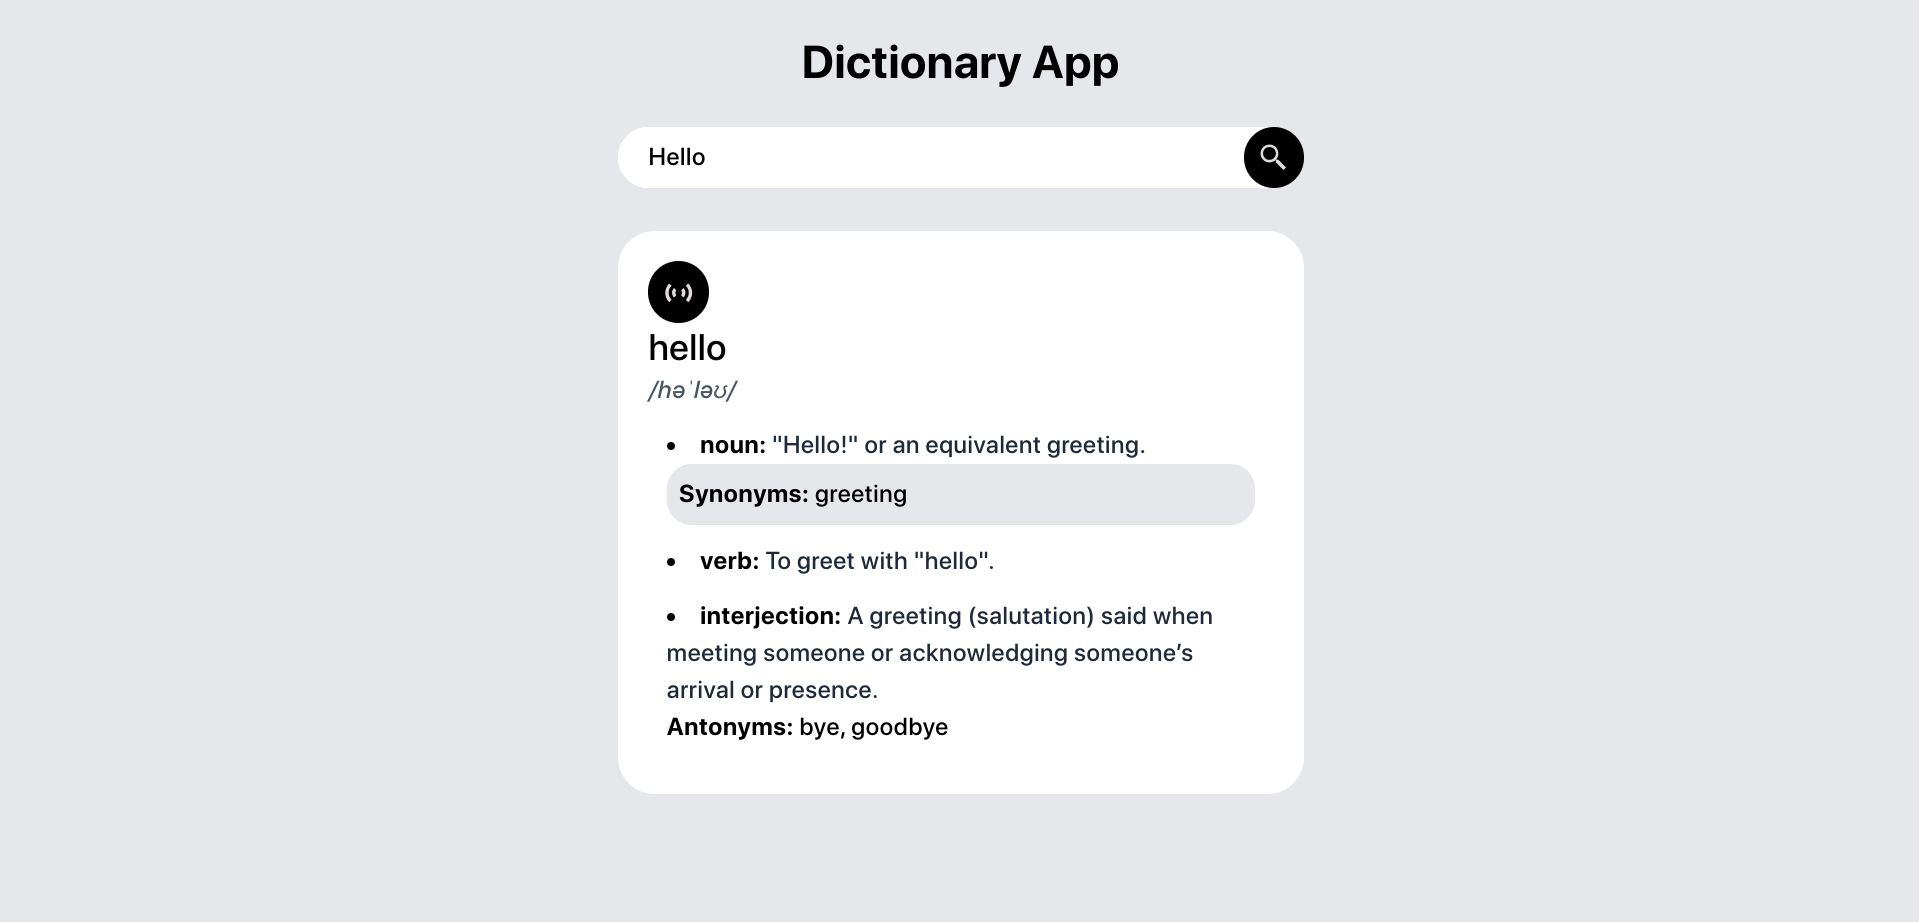 Dictionary App
Hello
hello
/həˈləʊ/
• noun: "Hello!" or an equivalent greeting.
Synonyms: greeting
• verb: To greet with "hello".
• interjection: A greeting (salutation) said when
meeting someone or acknowledging someone’s
arrival or presence.
Antonyms: bye, goodbye